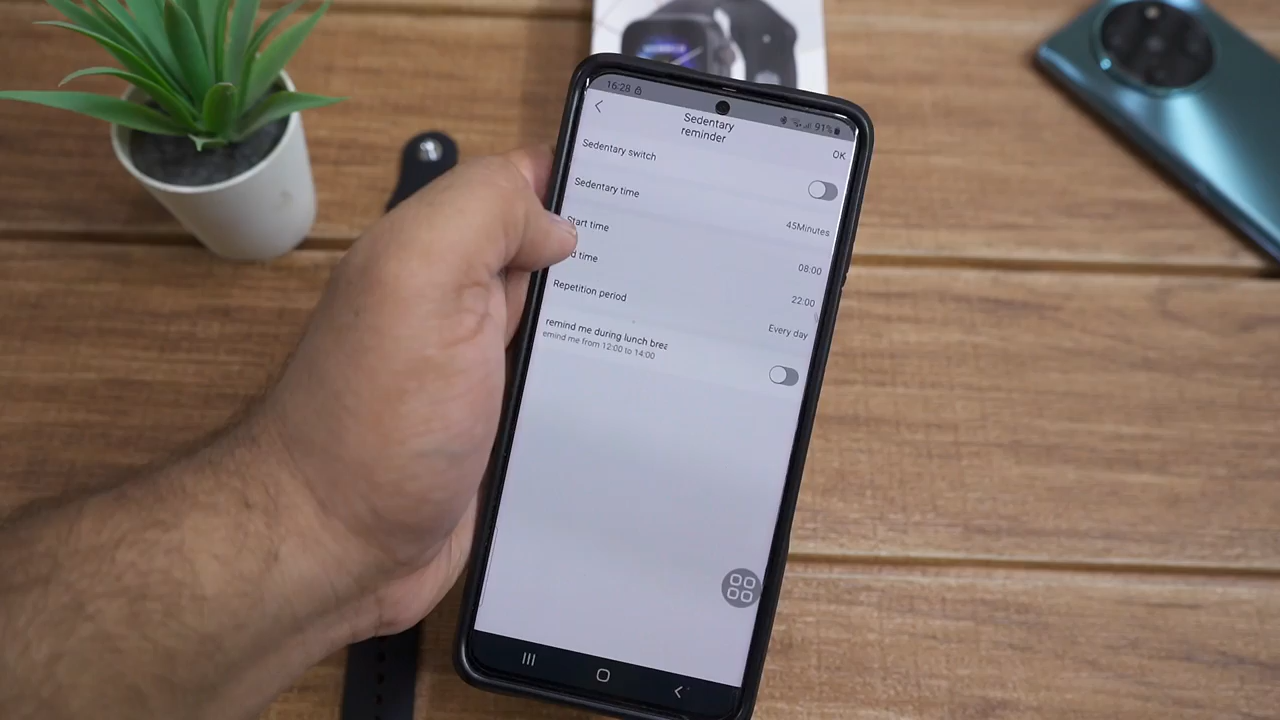 16:28
91%
Sedentary
reminder
OK
Sedentary switch
Sedentary time
45Minutes
Start time
08:00
d time
22:00
Repetition period
Every day
remind me during lunch brea
emind me from 12:00 to 14:00